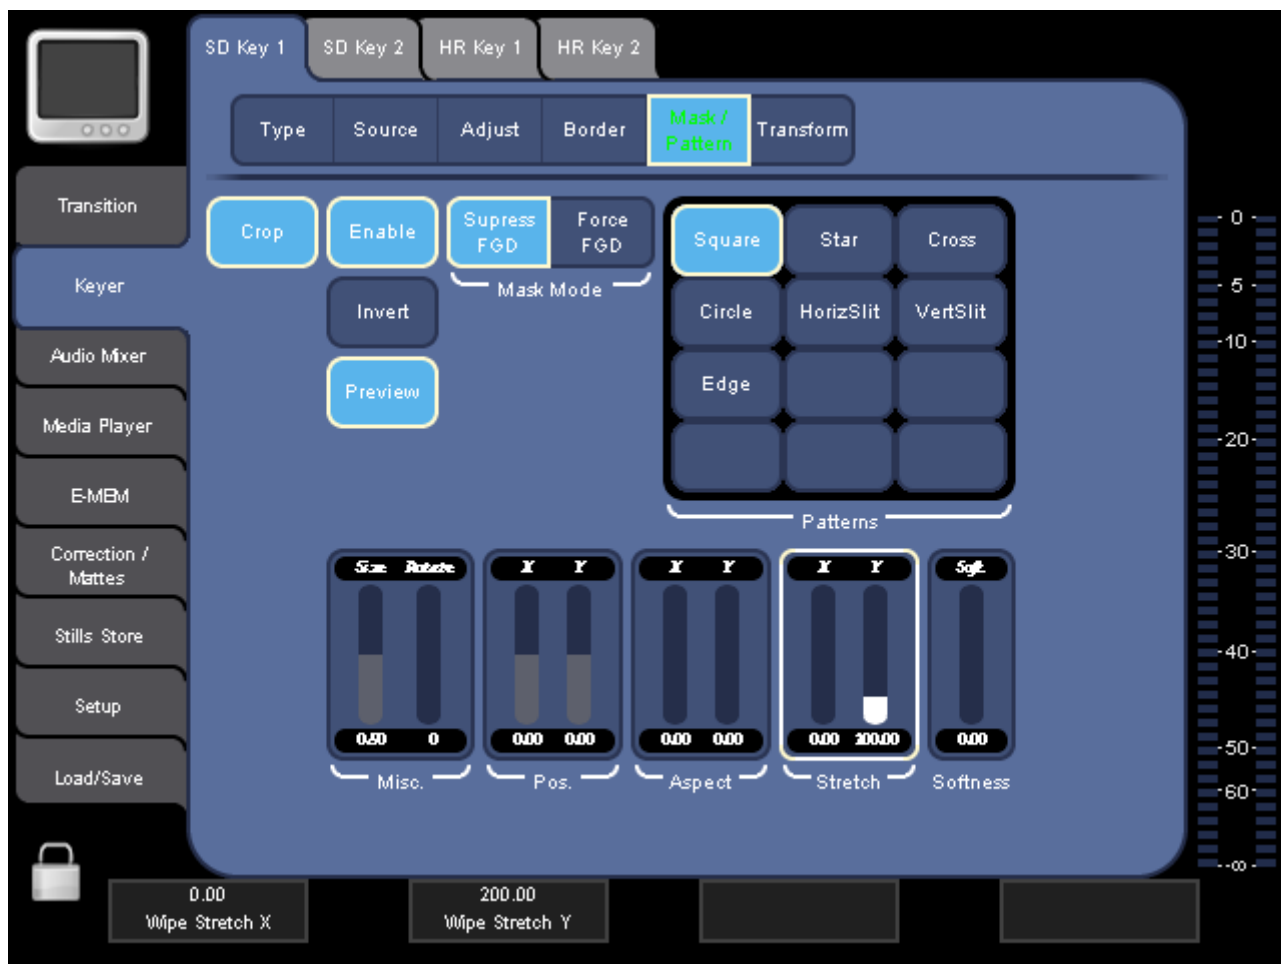 SD Key 1 SD Key 2 HR Key 1 HR Key 2
Type Source Adjust Border Mask / Pattern Transform
Transition
Keyer
Audio Mixer
Media Player
E-MEM
Correction /
Mattes
Stills Store
Setup
Load/Save
Crop Enable Supress FGD Force FGD
Mask Mode
Invert
Preview
Square Star Cross
Circle HorizSlit VertSlit
Edge
Patterns
Size Rotate X Y X Y X Y Soft.
0.50 0 0.00 0.00 0.00 0.00 0.00 200.00 0.00
Misc. Pos. Aspect Stretch Softness
- 0 -
- 5 -
-10-
-20-
-30-
-40-
-50-
-60-
--∞-
0.00
Wipe Stretch X
200.00
Wipe Stretch Y